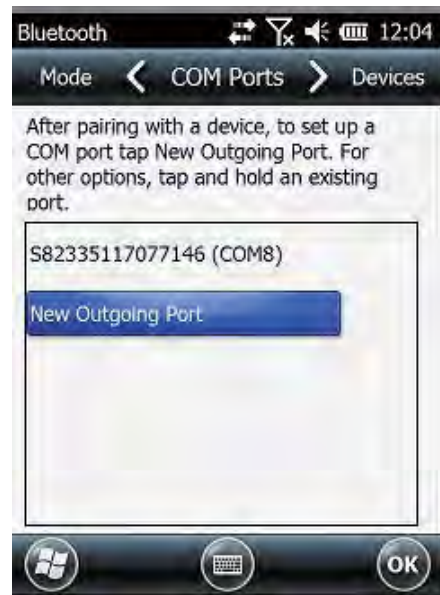 Bluetooth 12:04
Mode COM Ports Devices
After pairing with a device, to set up a
COM port tap New Outgoing Port. For
other options, tap and hold an existing
port.
S82335117077146 (COM8)
New Outgoing Port
OK